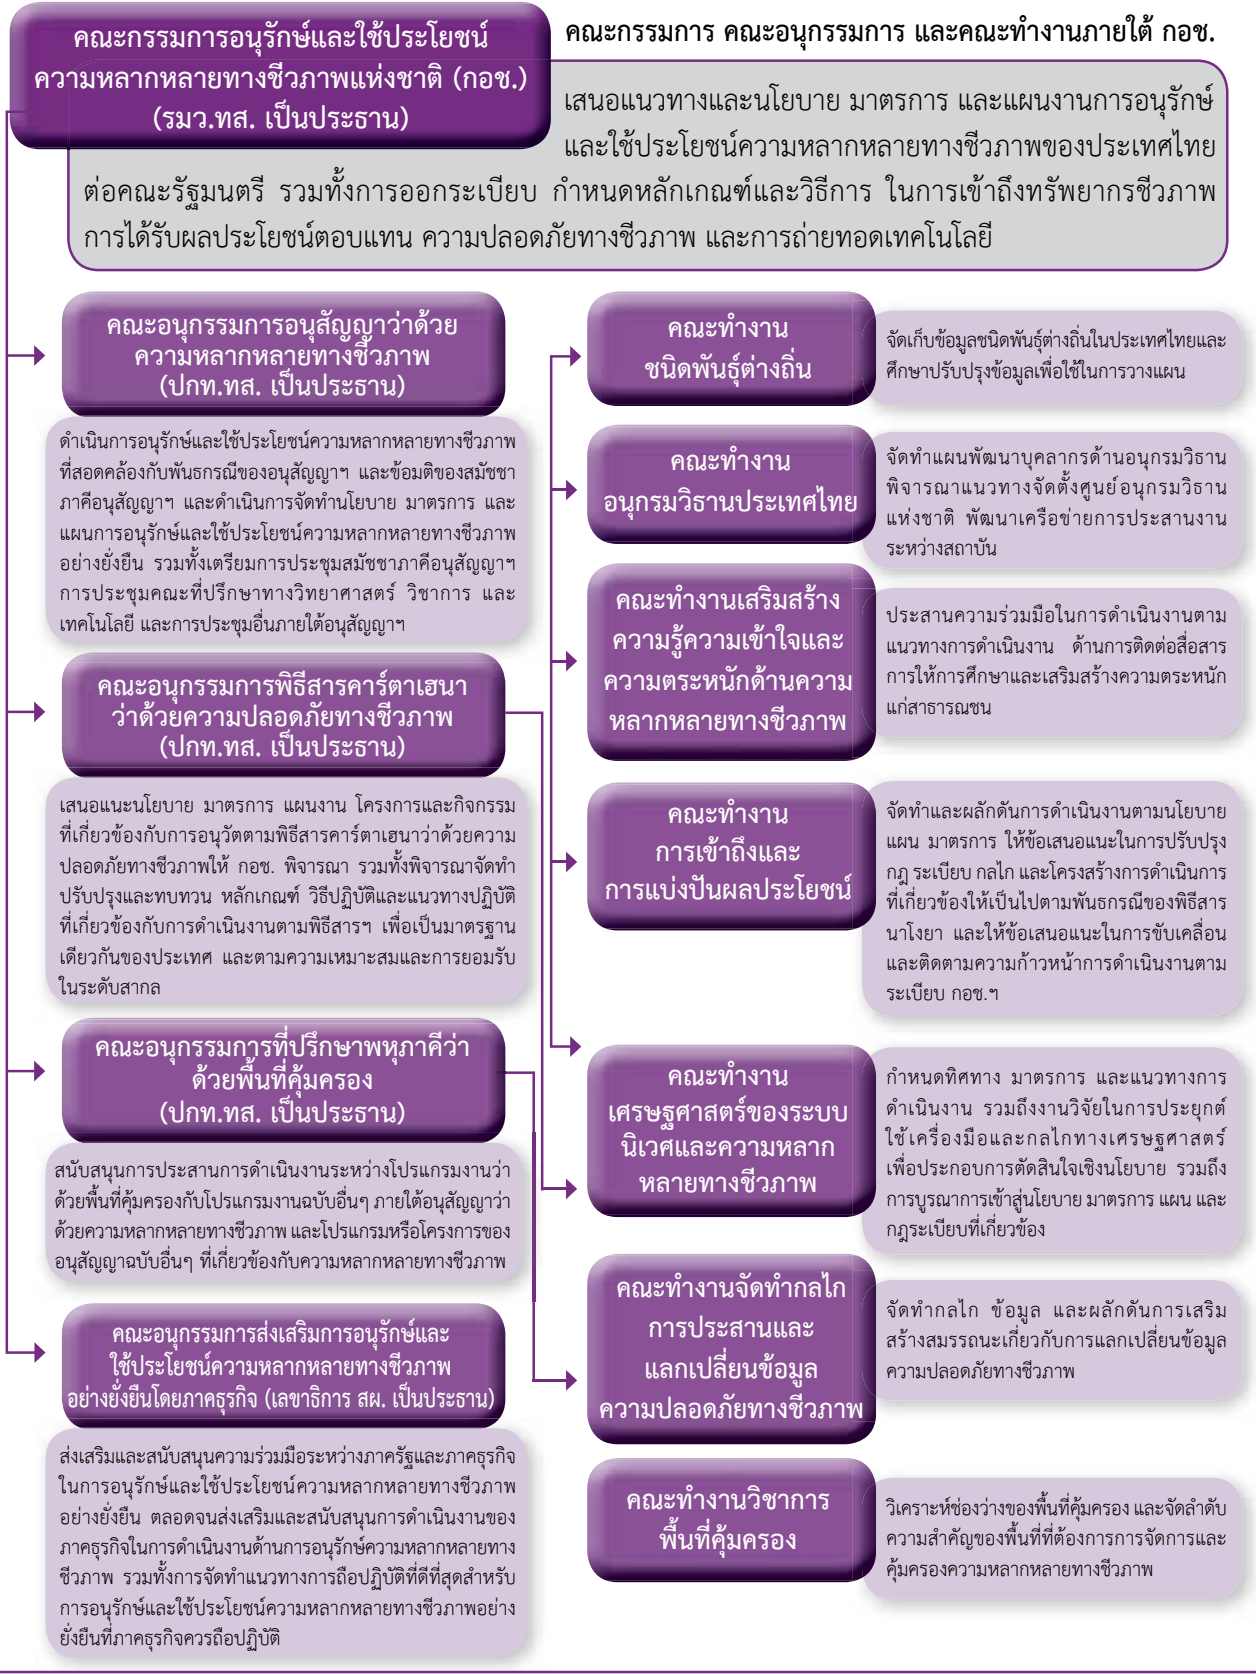 คณะกรรมการอนุรักษ์และใช้ประโยชน์
ความหลากหลายทางชีวภาพแห่งชาติ (กอช.)
(รมว.ทส. เป็นประธาน)
คณะกรรมการ คณะอนุกรรมการ และคณะทำงานภายใต้ กอช.
เสนอแนวทางและนโยบาย มาตรการ และแผนงานการอนุรักษ์
และใช้ประโยชน์ความหลากหลายทางชีวภาพของประเทศไทย
ต่อคณะรัฐมนตรี รวมทั้งการออกระเบียบ กำหนดหลักเกณฑ์และวิธีการ ในการเข้าถึงทรัพยากรชีวภาพ
การได้รับผลประโยชน์ตอบแทน ความปลอดภัยทางชีวภาพ และการถ่ายทอดเทคโนโลยี
คณะอนุกรรมการอนุสัญญาว่าด้วย
ความหลากหลายทางชีวภาพ
(ปกท.ทส. เป็นประธาน)
ดำเนินการอนุรักษ์และใช้ประโยชน์ความหลากหลายทางชีวภาพ
ที่สอดคล้องกับพันธกรณีของอนุสัญญาฯ และข้อมติของสมัชชา
ภาคีอนุสัญญาฯ และดำเนินการจัดทำนโยบาย มาตรการ และ
แผนการอนุรักษ์และใช้ประโยชน์ความหลากหลายทางชีวภาพ
อย่างยั่งยืน รวมทั้งเตรียมการประชุมสมัชชาภาคีอนุสัญญาฯ
การประชุมคณะที่ปรึกษาทางวิทยาศาสตร์ วิชาการ และ
เทคโนโลยี และการประชุมอื่นภายใต้อนุสัญญาฯ
คณะอนุกรรมการพิธีสารคาร์ตาเฮนา
ว่าด้วยความปลอดภัยทางชีวภาพ
(ปกท.ทส. เป็นประธาน)
เสนอแนะนโยบาย มาตรการ แผนงาน โครงการและกิจกรรม
ที่เกี่ยวข้องกับการอนุวัตตามพิธีสารคาร์ตาเฮนาว่าด้วยความ
ปลอดภัยทางชีวภาพให้ กอช. พิจารณา รวมทั้งพิจารณาจัดทำ
ปรับปรุงและทบทวน หลักเกณฑ์ วิธีปฏิบัติและแนวทางปฏิบัติ
ที่เกี่ยวข้องกับการดำเนินงานตามพิธีสารฯ เพื่อเป็นมาตรฐาน
เดียวกันของประเทศ และตามความเหมาะสมและการยอมรับ
ในระดับสากล
คณะอนุกรรมการที่ปรึกษาพหุภาคีว่า
ด้วยพื้นที่คุ้มครอง
(ปกท.ทส. เป็นประธาน)
สนับสนุนการประสานการดำเนินงานระหว่างโปรแกรมงานว่า
ด้วยพื้นที่คุ้มครองกับโปรแกรมงานฉบับอื่นๆ ภายใต้อนุสัญญาว่า
ด้วยความหลากหลายทางชีวภาพ และโปรแกรมหรือโครงการของ
อนุสัญญาฉบับอื่นๆ ที่เกี่ยวข้องกับความหลากหลายทางชีวภาพ
คณะอนุกรรมการส่งเสริมการอนุรักษ์และ
ใช้ประโยชน์ความหลากหลายทางชีวภาพ
อย่างยั่งยืนโดยภาคธุรกิจ (เลขาธิการ สผ. เป็นประธาน)
ส่งเสริมและสนับสนุนความร่วมมือระหว่างภาครัฐและภาคธุรกิจ
ในการอนุรักษ์และใช้ประโยชน์ความหลากหลายทางชีวภาพ
อย่างยั่งยืน ตลอดจนส่งเสริมและสนับสนุนการดำเนินงานของ
ภาคธุรกิจในการดำเนินงานด้านการอนุรักษ์ความหลากหลายทาง
ชีวภาพ รวมทั้งการจัดทำแนวทางการถือปฏิบัติที่ดีที่สุดสำหรับ
การอนุรักษ์และใช้ประโยชน์ความหลากหลายทางชีวภาพอย่าง
ยั่งยืนที่ภาคธุรกิจควรถือปฏิบัติ
คณะทำงาน
ชนิดพันธุ์ต่างถิ่น
จัดเก็บข้อมูลชนิดพันธุ์ต่างถิ่นในประเทศไทยและ
ศึกษาปรับปรุงข้อมูลเพื่อใช้ในการวางแผน
คณะทำงาน
อนุกรมวิธานประเทศไทย
จัดทำแผนพัฒนาบุคลากรด้านอนุกรมวิธาน
พิจารณาแนวทางจัดตั้งศูนย์อนุกรมวิธาน
แห่งชาติ พัฒนาเครือข่ายการประสานงาน
ระหว่างสถาบัน
คณะทำงานเสริมสร้าง
ความรู้ความเข้าใจและ
ความตระหนักด้านความ
หลากหลายทางชีวภาพ
ประสานความร่วมมือในการดำเนินงานตาม
แนวทางการดำเนินงาน ด้านการติดต่อสื่อสาร
การให้การศึกษาและเสริมสร้างความตระหนัก
แก่สาธารณชน
คณะทำงาน
การเข้าถึงและ
การแบ่งปันผลประโยชน์
จัดทำและผลักดันการดำเนินงานตามนโยบาย
แผน มาตรการ ให้ข้อเสนอแนะในการปรับปรุง
กฎ ระเบียบ กลไก และโครงสร้างการดำเนินการ
ที่เกี่ยวข้องให้เป็นไปตามพันธกรณีของพิธีสาร
นาโงยา และให้ข้อเสนอแนะในการขับเคลื่อน
และติดตามความก้าวหน้าการดำเนินงานตาม
ระเบียบ กอช.ฯ
คณะทำงาน
เศรษฐศาสตร์ของระบบ
นิเวศและความหลาก
หลายทางชีวภาพ
กำหนดทิศทาง มาตรการ และแนวทางการ
ดำเนินงาน รวมถึงงานวิจัยในการประยุกต์
ใช้เครื่องมือและกลไกทางเศรษฐศาสตร์
เพื่อประกอบการตัดสินใจเชิงนโยบาย รวมถึง
การบูรณาการเข้าสู่นโยบาย มาตรการ แผน และ
กฎระเบียบที่เกี่ยวข้อง
คณะทำงานจัดทำกลไก
การประสานและ
แลกเปลี่ยนข้อมูล
ความปลอดภัยทางชีวภาพ
จัดทำกลไก ข้อมูล และผลักดันการเสริม
สร้างสมรรถนะเกี่ยวกับการแลกเปลี่ยนข้อมูล
ความปลอดภัยทางชีวภาพ
คณะทำงานวิชาการ
พื้นที่คุ้มครอง
วิเคราะห์ช่องว่างของพื้นที่คุ้มครอง และจัดลำดับ
ความสำคัญของพื้นที่ที่ต้องการการจัดการและ
คุ้มครองความหลากหลายทางชีวภาพ